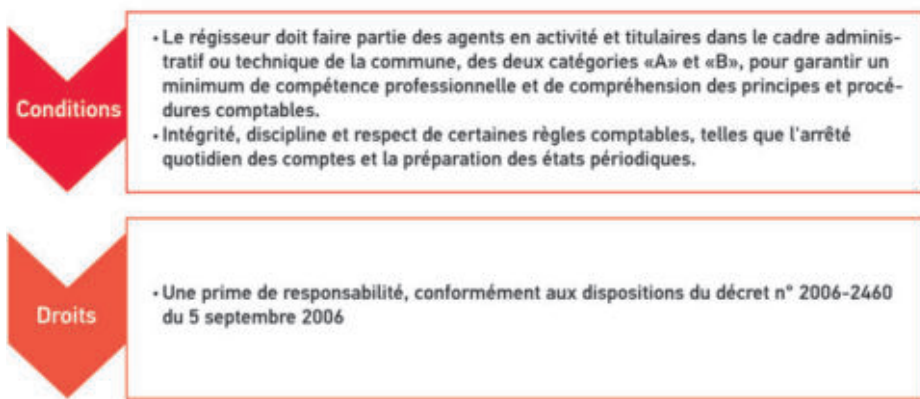 Conditions
• Le régisseur doit faire partie des agents en activité et titulaires dans le cadre adminis-
tratif ou technique de la commune, des deux catégories «A» et «B», pour garantir un
minimum de compétence professionnelle et de compréhension des principes et procé-
dures comptables.
• Intégrité, discipline et respect de certaines règles comptables, telles que l'arrêté
quotidien des comptes et la préparation des états périodiques.
Droits
• Une prime de responsabilité, conformément aux dispositions du décret n° 2006-2460
du 5 septembre 2006